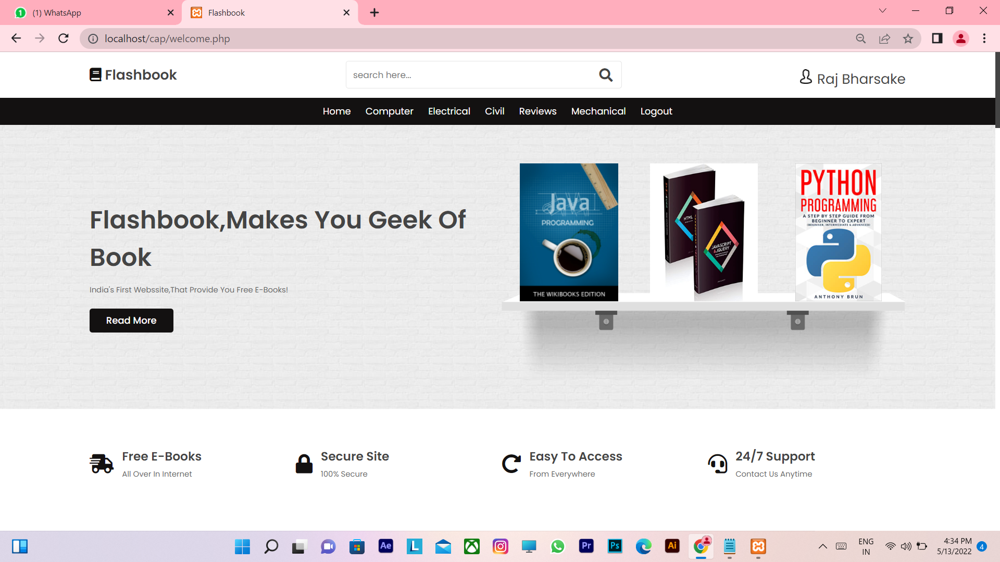 (1) WhatsApp
Flashbook
localhost/cap/welcome.php
Flashbook
search here...
Raj Bharsake
Home Computer Electrical Civil Reviews Mechanical Logout
Flashbook,Makes You Geek Of
Book
India's First Webssite,That Provide You Free E-Books!
Read More
Java
PROGRAMMING
THE WIKIBOOKS EDITION
HTML
JAVASCRIPT
&JQUERY
PYTHON
PROGRAMMING
A STEP BY STEP GUIDE FROM
BEGINNER TO EXPERT
(BEGINNER, INTERMEDIATE & ADVANCED)
ANTHONY BRUN
Free E-Books
All Over In Internet
Secure Site
100% Secure
Easy To Access
From Everywhere
24/7 Support
Contact Us Anytime
Ae
L
Pr
Ps
Ai
ENG
IN
4:34 PM
5/13/2022
4